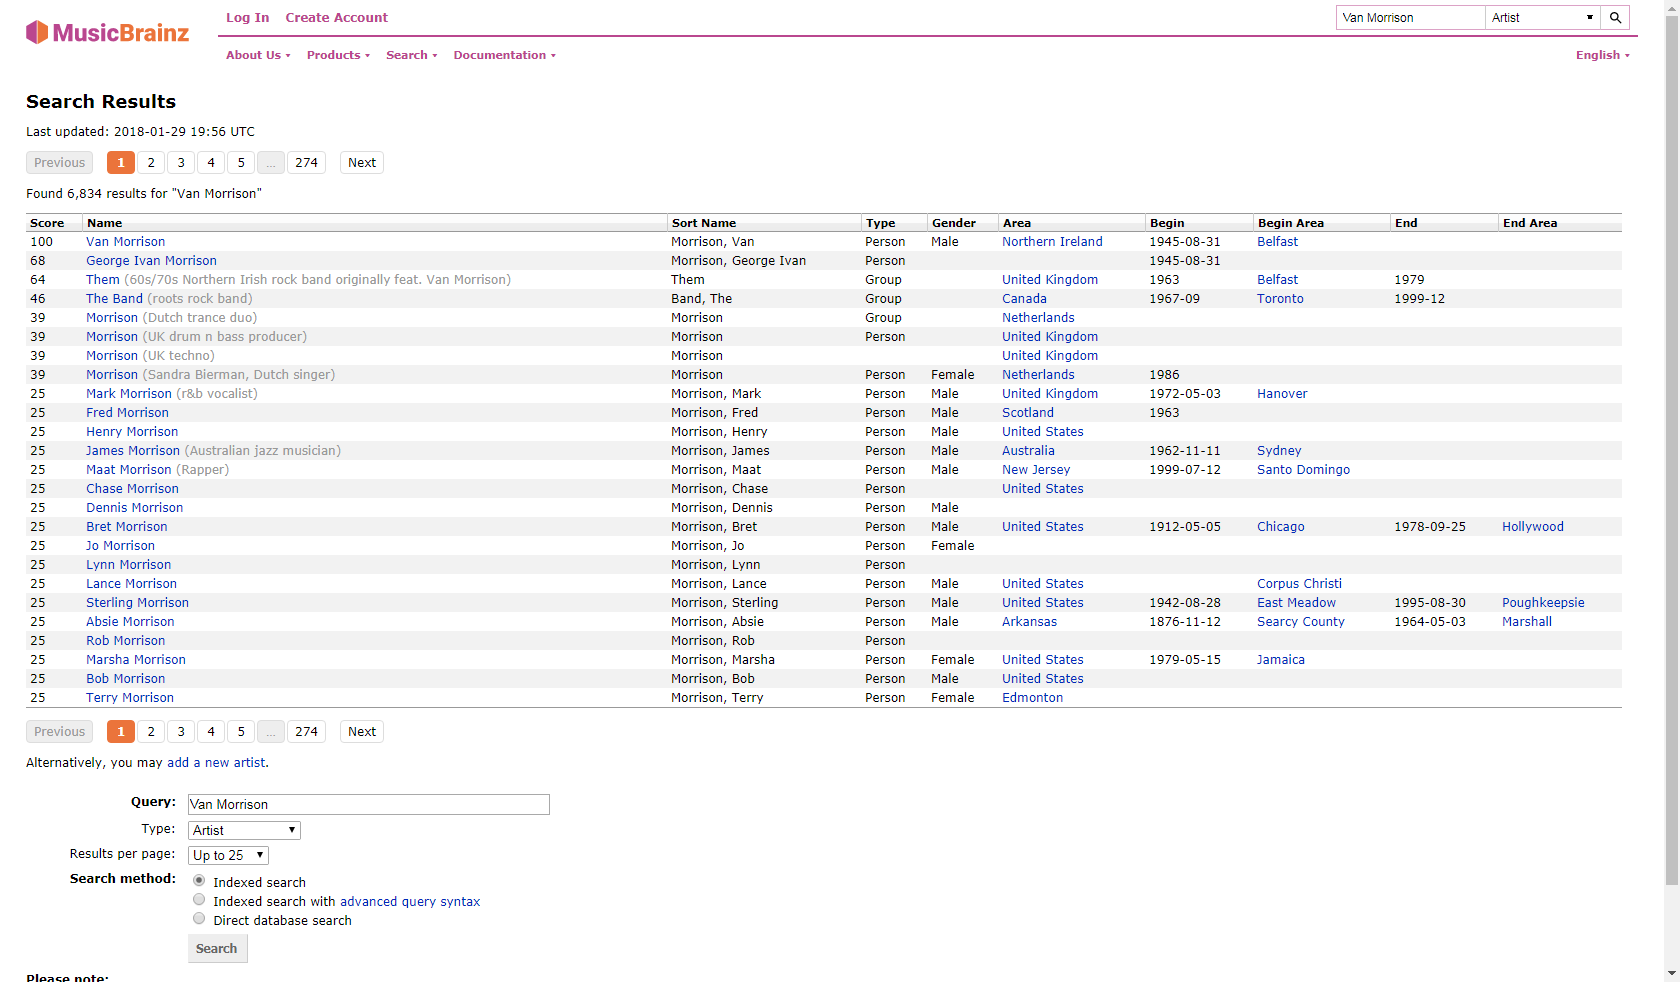 MusicBrainz
Log In Create Account
Van Morrison Artist
About Us Products Search Documentation
English
Search Results
Last updated: 2018-01-29 19:56 UTC
Previous 1 2 3 4 5 ... 274 Next
Found 6,834 results for "Van Morrison"
Score Name Sort Name Type Gender Area Begin Begin Area End End Area
100 Van Morrison Morrison, Van Person Male Northern Ireland 1945-08-31 Belfast
68 George Ivan Morrison Morrison, George Ivan Person 1945-08-31
64 Them (60s/70s Northern Irish rock band originally feat. Van Morrison) Them Group United Kingdom 1963 Belfast 1979
46 The Band (roots rock band) Band, The Group Canada 1967-09 Toronto 1999-12
39 Morrison (Dutch trance duo) Morrison Group Netherlands
39 Morrison (UK drum n bass producer) Morrison Person United Kingdom
39 Morrison (UK techno) Morrison United Kingdom
39 Morrison (Sandra Bierman, Dutch singer) Morrison Person Female Netherlands 1986
25 Mark Morrison (r&b vocalist) Morrison, Mark Person Male United Kingdom 1972-05-03 Hanover
25 Fred Morrison Morrison, Fred Person Male Scotland 1963
25 Henry Morrison Morrison, Henry Person Male United States
25 James Morrison (Australian jazz musician) Morrison, James Person Male Australia 1962-11-11 Sydney
25 Maat Morrison (Rapper) Morrison, Maat Person Male New Jersey 1999-07-12 Santo Domingo
25 Chase Morrison Morrison, Chase Person United States
25 Dennis Morrison Morrison, Dennis Person Male
25 Bret Morrison Morrison, Bret Person Male United States 1912-05-05 Chicago 1978-09-25 Hollywood
25 Jo Morrison Morrison, Jo Person Female
25 Lynn Morrison Morrison, Lynn Person
25 Lance Morrison Morrison, Lance Person Male United States Corpus Christi
25 Sterling Morrison Morrison, Sterling Person Male United States 1942-08-28 East Meadow 1995-08-30 Poughkeepsie
25 Absie Morrison Morrison, Absie Person Male Arkansas 1876-11-12 Searcy County 1964-05-03 Marshall
25 Rob Morrison Morrison, Rob Person
25 Marsha Morrison Morrison, Marsha Person Female United States 1979-05-15 Jamaica
25 Bob Morrison Morrison, Bob Person Male United States
25 Terry Morrison Morrison, Terry Person Female Edmonton
Previous 1 2 3 4 5 ... 274 Next
Alternatively, you may add a new artist.
Query: Van Morrison
Type: Artist
Results per page: Up to 25
Search method: Indexed search
Indexed search with advanced query syntax
Direct database search
Search
Please note: